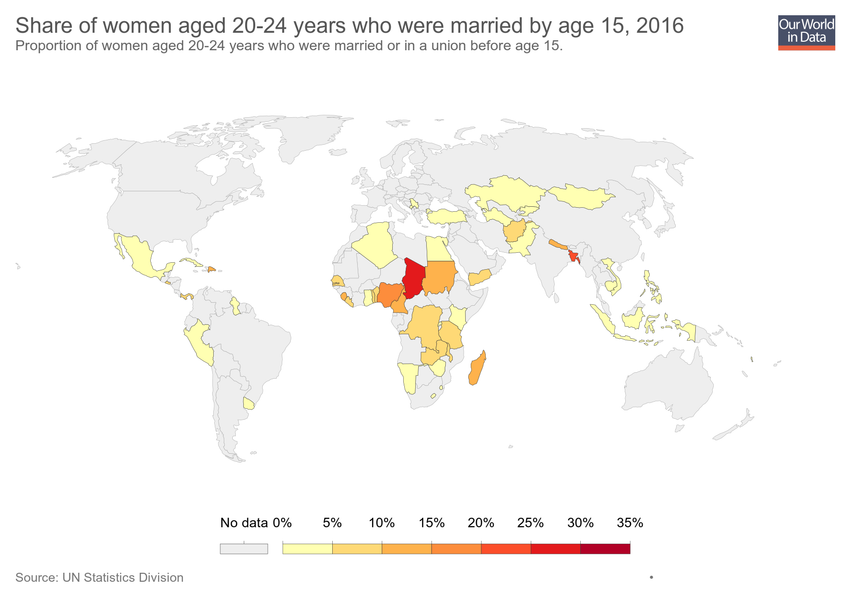 Share of women aged 20-24 years who were married by age 15, 2016
Proportion of women aged 20-24 years who were married or in a union before age 15.
Our World
in Data
No data 0% 5% 10% 15% 20% 25% 30% 35%
Source: UN Statistics Division